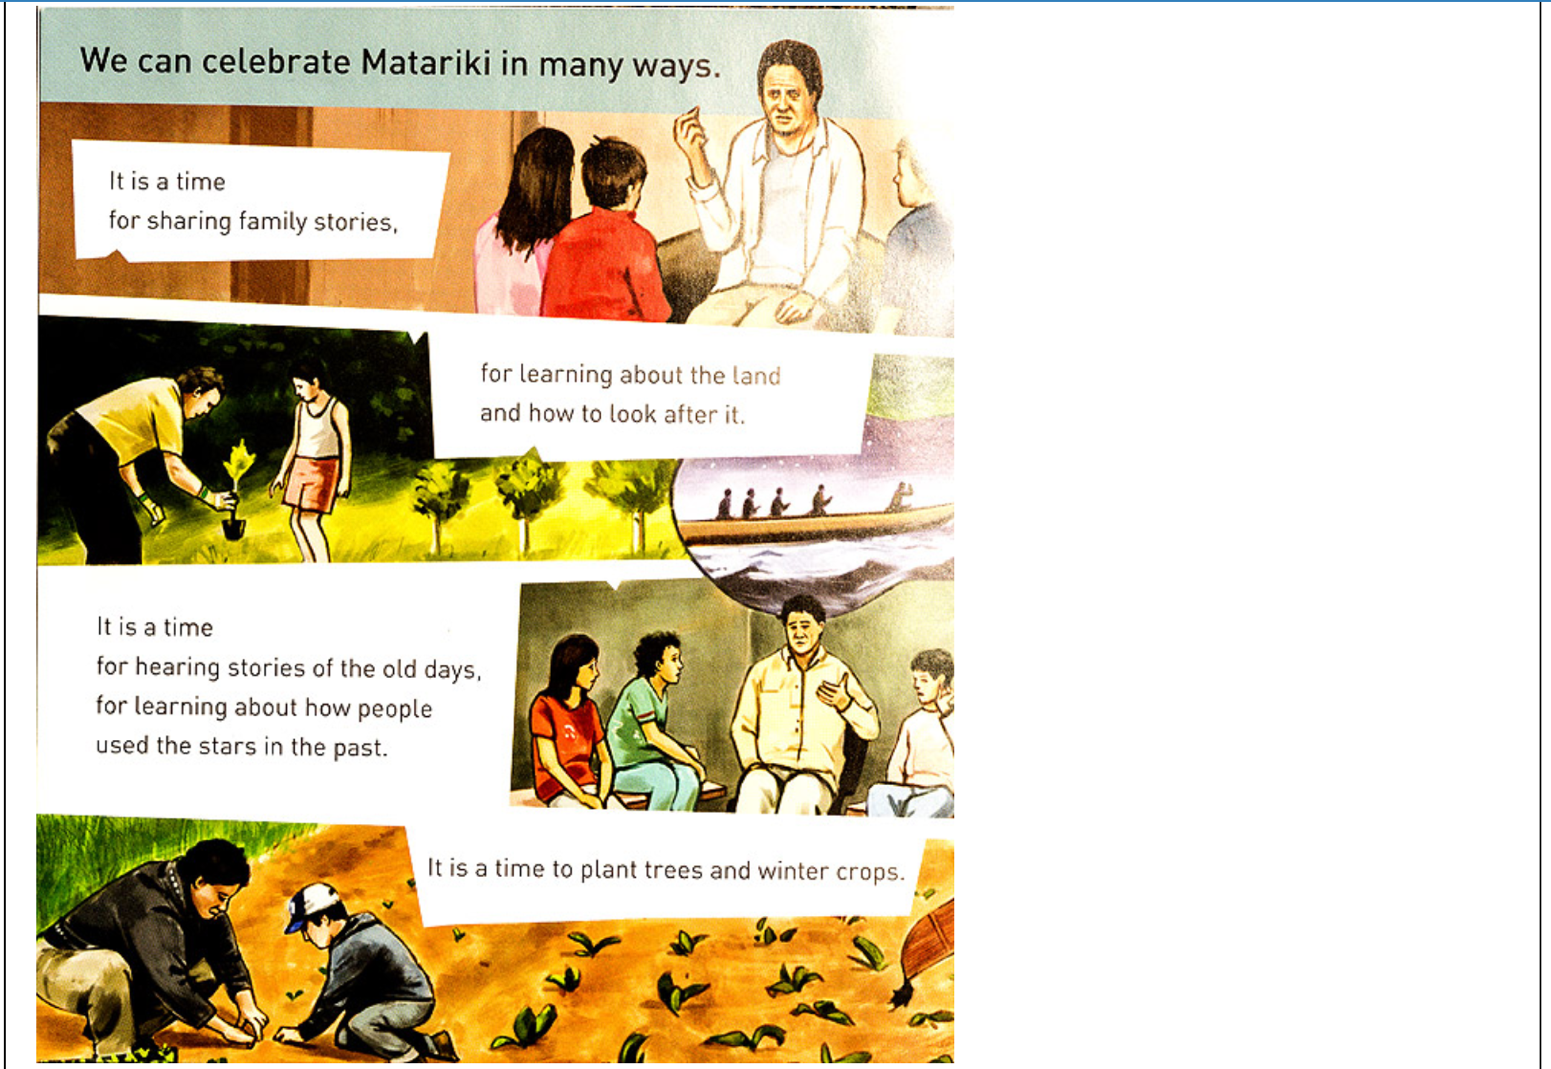 We can celebrate Matariki in many ways.
It is a time
for sharing family stories,
for learning about the land
and how to look after it.
It is a time
for hearing stories of the old days,
for learning about how people
used the stars in the past.
It is a time to plant trees and winter crops.